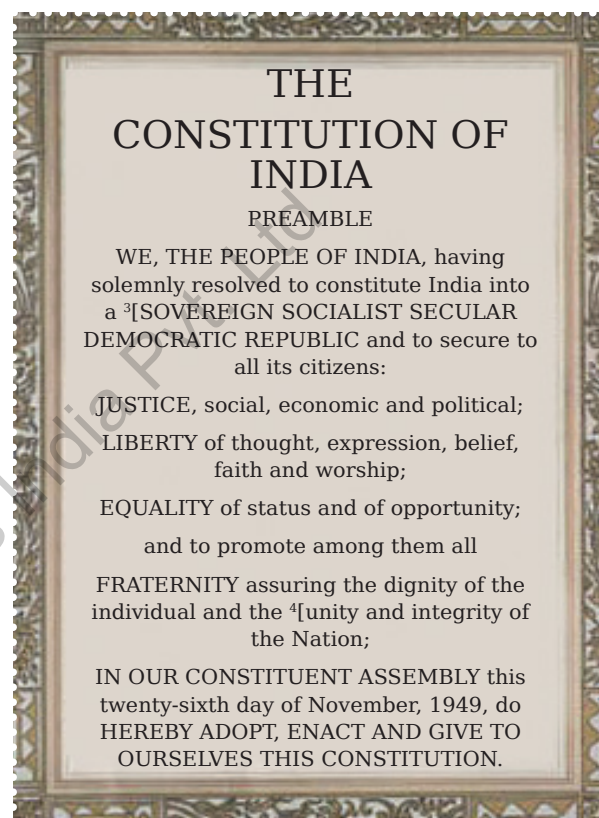 THE
CONSTITUTION OF
INDIA
PREAMBLE
WE, THE PEOPLE OF INDIA, having
solemnly resolved to constitute India into
a ³[SOVEREIGN SOCIALIST SECULAR
DEMOCRATIC REPUBLIC and to secure to
all its citizens:
JUSTICE, social, economic and political;
LIBERTY of thought, expression, belief,
faith and worship;
EQUALITY of status and of opportunity;
and to promote among them all
FRATERNITY assuring the dignity of the
individual and the ⁴[unity and integrity of
the Nation;
IN OUR CONSTITUENT ASSEMBLY this
twenty-sixth day of November, 1949, do
HEREBY ADOPT, ENACT AND GIVE TO
OURSELVES THIS CONSTITUTION.
India Pvt. Ltd